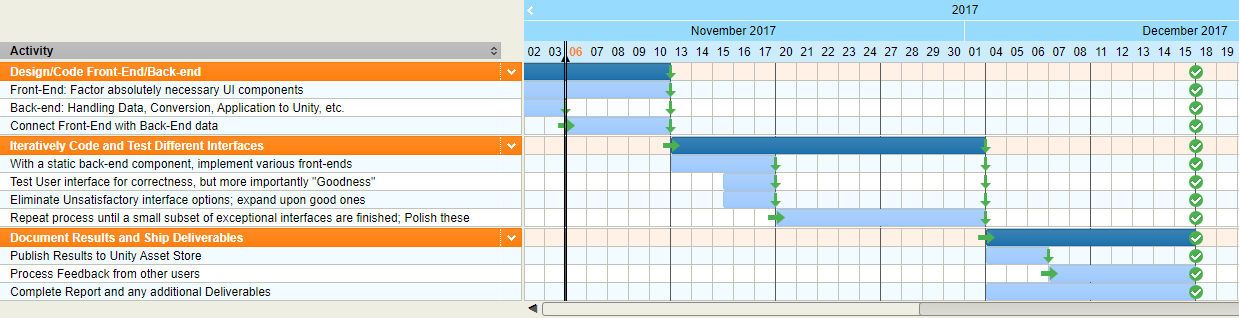 2017
November 2017 December 2017
Activity 02 03 06 07 08 09 10 13 14 15 16 17 20 21 22 23 24 27 28 29 30 01 04 05 06 07 08 11 12 13 14 15 18 19
Design/Code Front-End/Back-end
Front-End: Factor absolutely necessary UI components
Back-end: Handling Data, Conversion, Application to Unity, etc.
Connect Front-End with Back-End data
Iteratively Code and Test Different Interfaces
With a static back-end component, implement various front-ends
Test User interface for correctness, but more importantly "Goodness"
Eliminate Unsatisfactory interface options; expand upon good ones
Repeat process until a small subset of exceptional interfaces are finished; Polish these
Document Results and Ship Deliverables
Publish Results to Unity Asset Store
Process Feedback from other users
Complete Report and any additional Deliverables